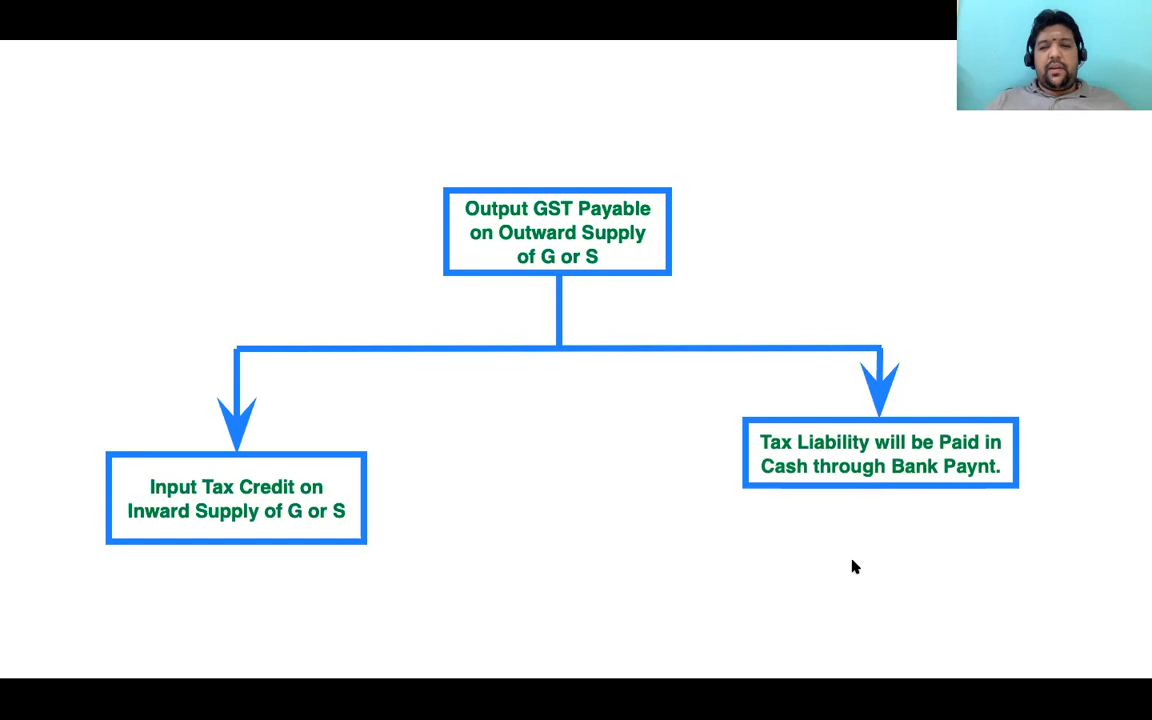 Output GST Payable
on Outward Supply
of G or S
Input Tax Credit on
Inward Supply of G or S
Tax Liability will be Paid in
Cash through Bank Paynt.